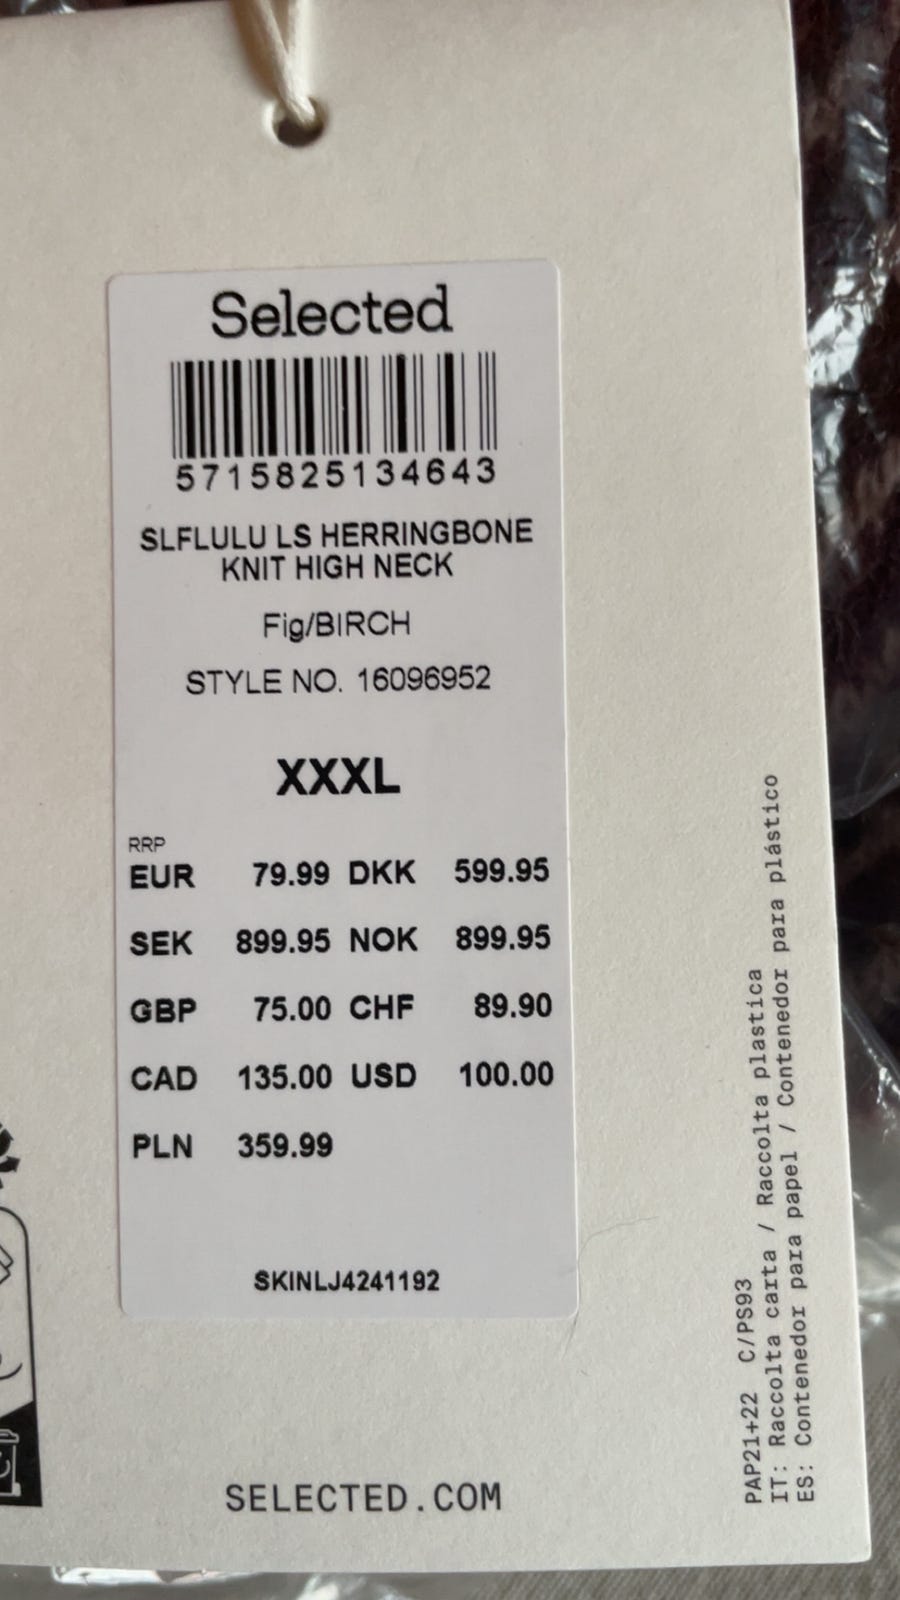 Selected
5715825134643
SLFLULU LS HERRINGBONE
KNIT HIGH NECK
Fig/BIRCH
STYLE NO. 16096952
XXXL
RRP
EUR 79.99 DKK 599.95
SEK 899.95 NOK 899.95
GBP 75.00 CHF 89.90
CAD 135.00 USD 100.00
PLN 359.99
SKINLJ4241192
SELECTED.COM
PAP21+22 C/PS93
IT: Raccolta carta / Raccolta plastica
ES: Contenedor para papel / Contenedor para plástico